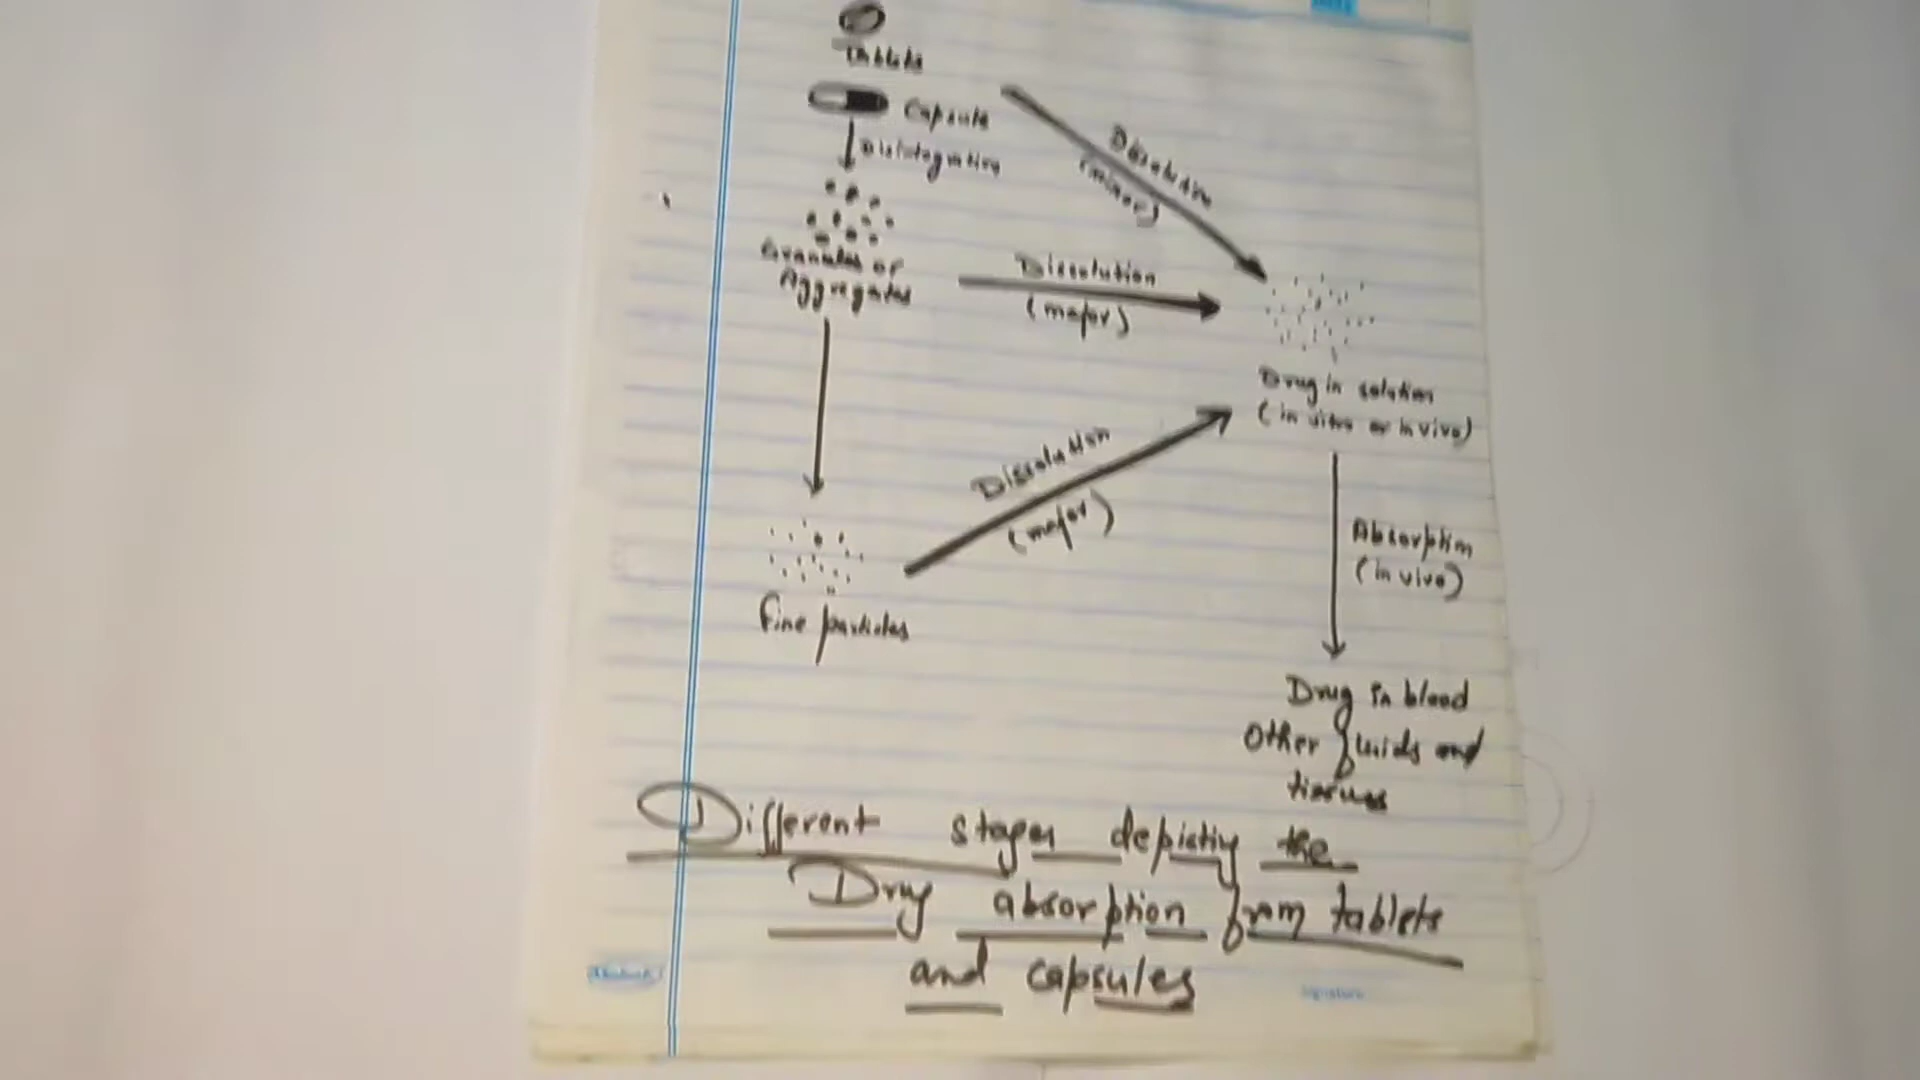 Tablets
Capsule
Disintegration
Dissolution
(minor)
Granules or
Aggregates
Dissolution
(major)
Drug in solution
(in vitro or in vivo)
Dissolution
(major)
Absorption
(in vivo)
Fine particles
Drug in blood
Other fluids and
tissues
Different stages depicting the
Drug absorption from tablets
and capsules
Signature